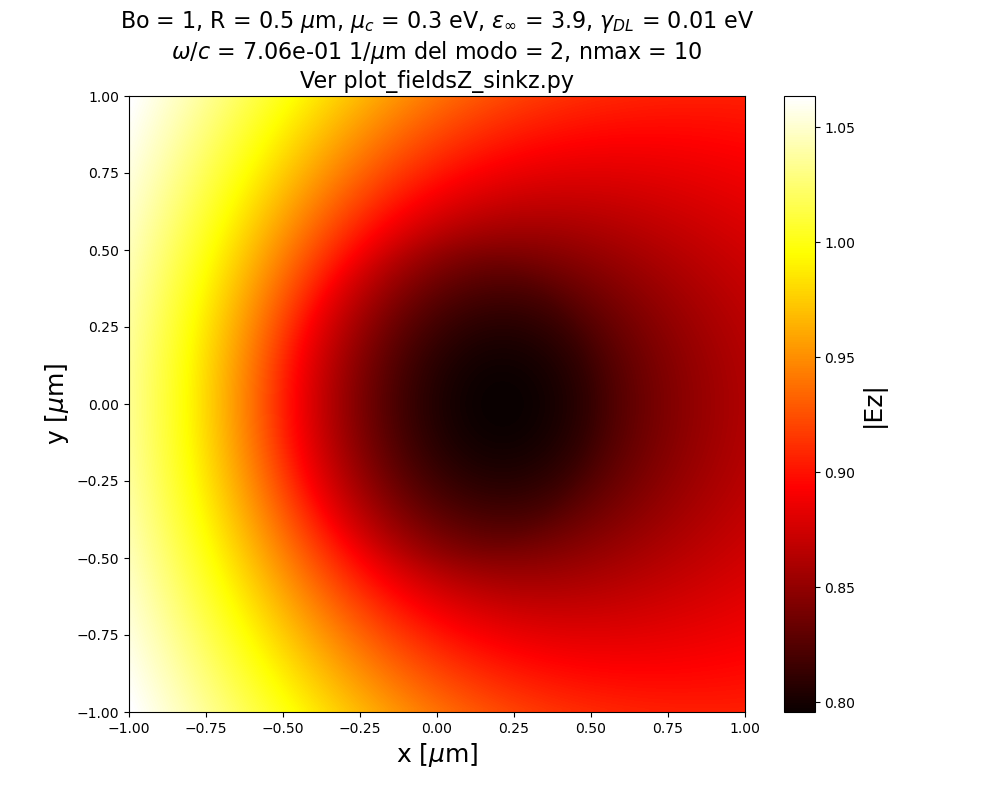 Bo = 1, R = 0.5 μm, μ_c = 0.3 eV, ε_∞ = 3.9, γ_DL = 0.01 eV
ω/c = 7.06e-01 1/μm del modo = 2, nmax = 10
Ver plot_fieldsZ_sinkz.py
1.00
0.75
0.50
0.25
0.00
−0.25
−0.50
−0.75
−1.00
y [μm]
−1.00 −0.75 −0.50 −0.25 0.00 0.25 0.50 0.75 1.00
x [μm]
1.05
1.00
0.95
0.90
0.85
0.80
|Ez|